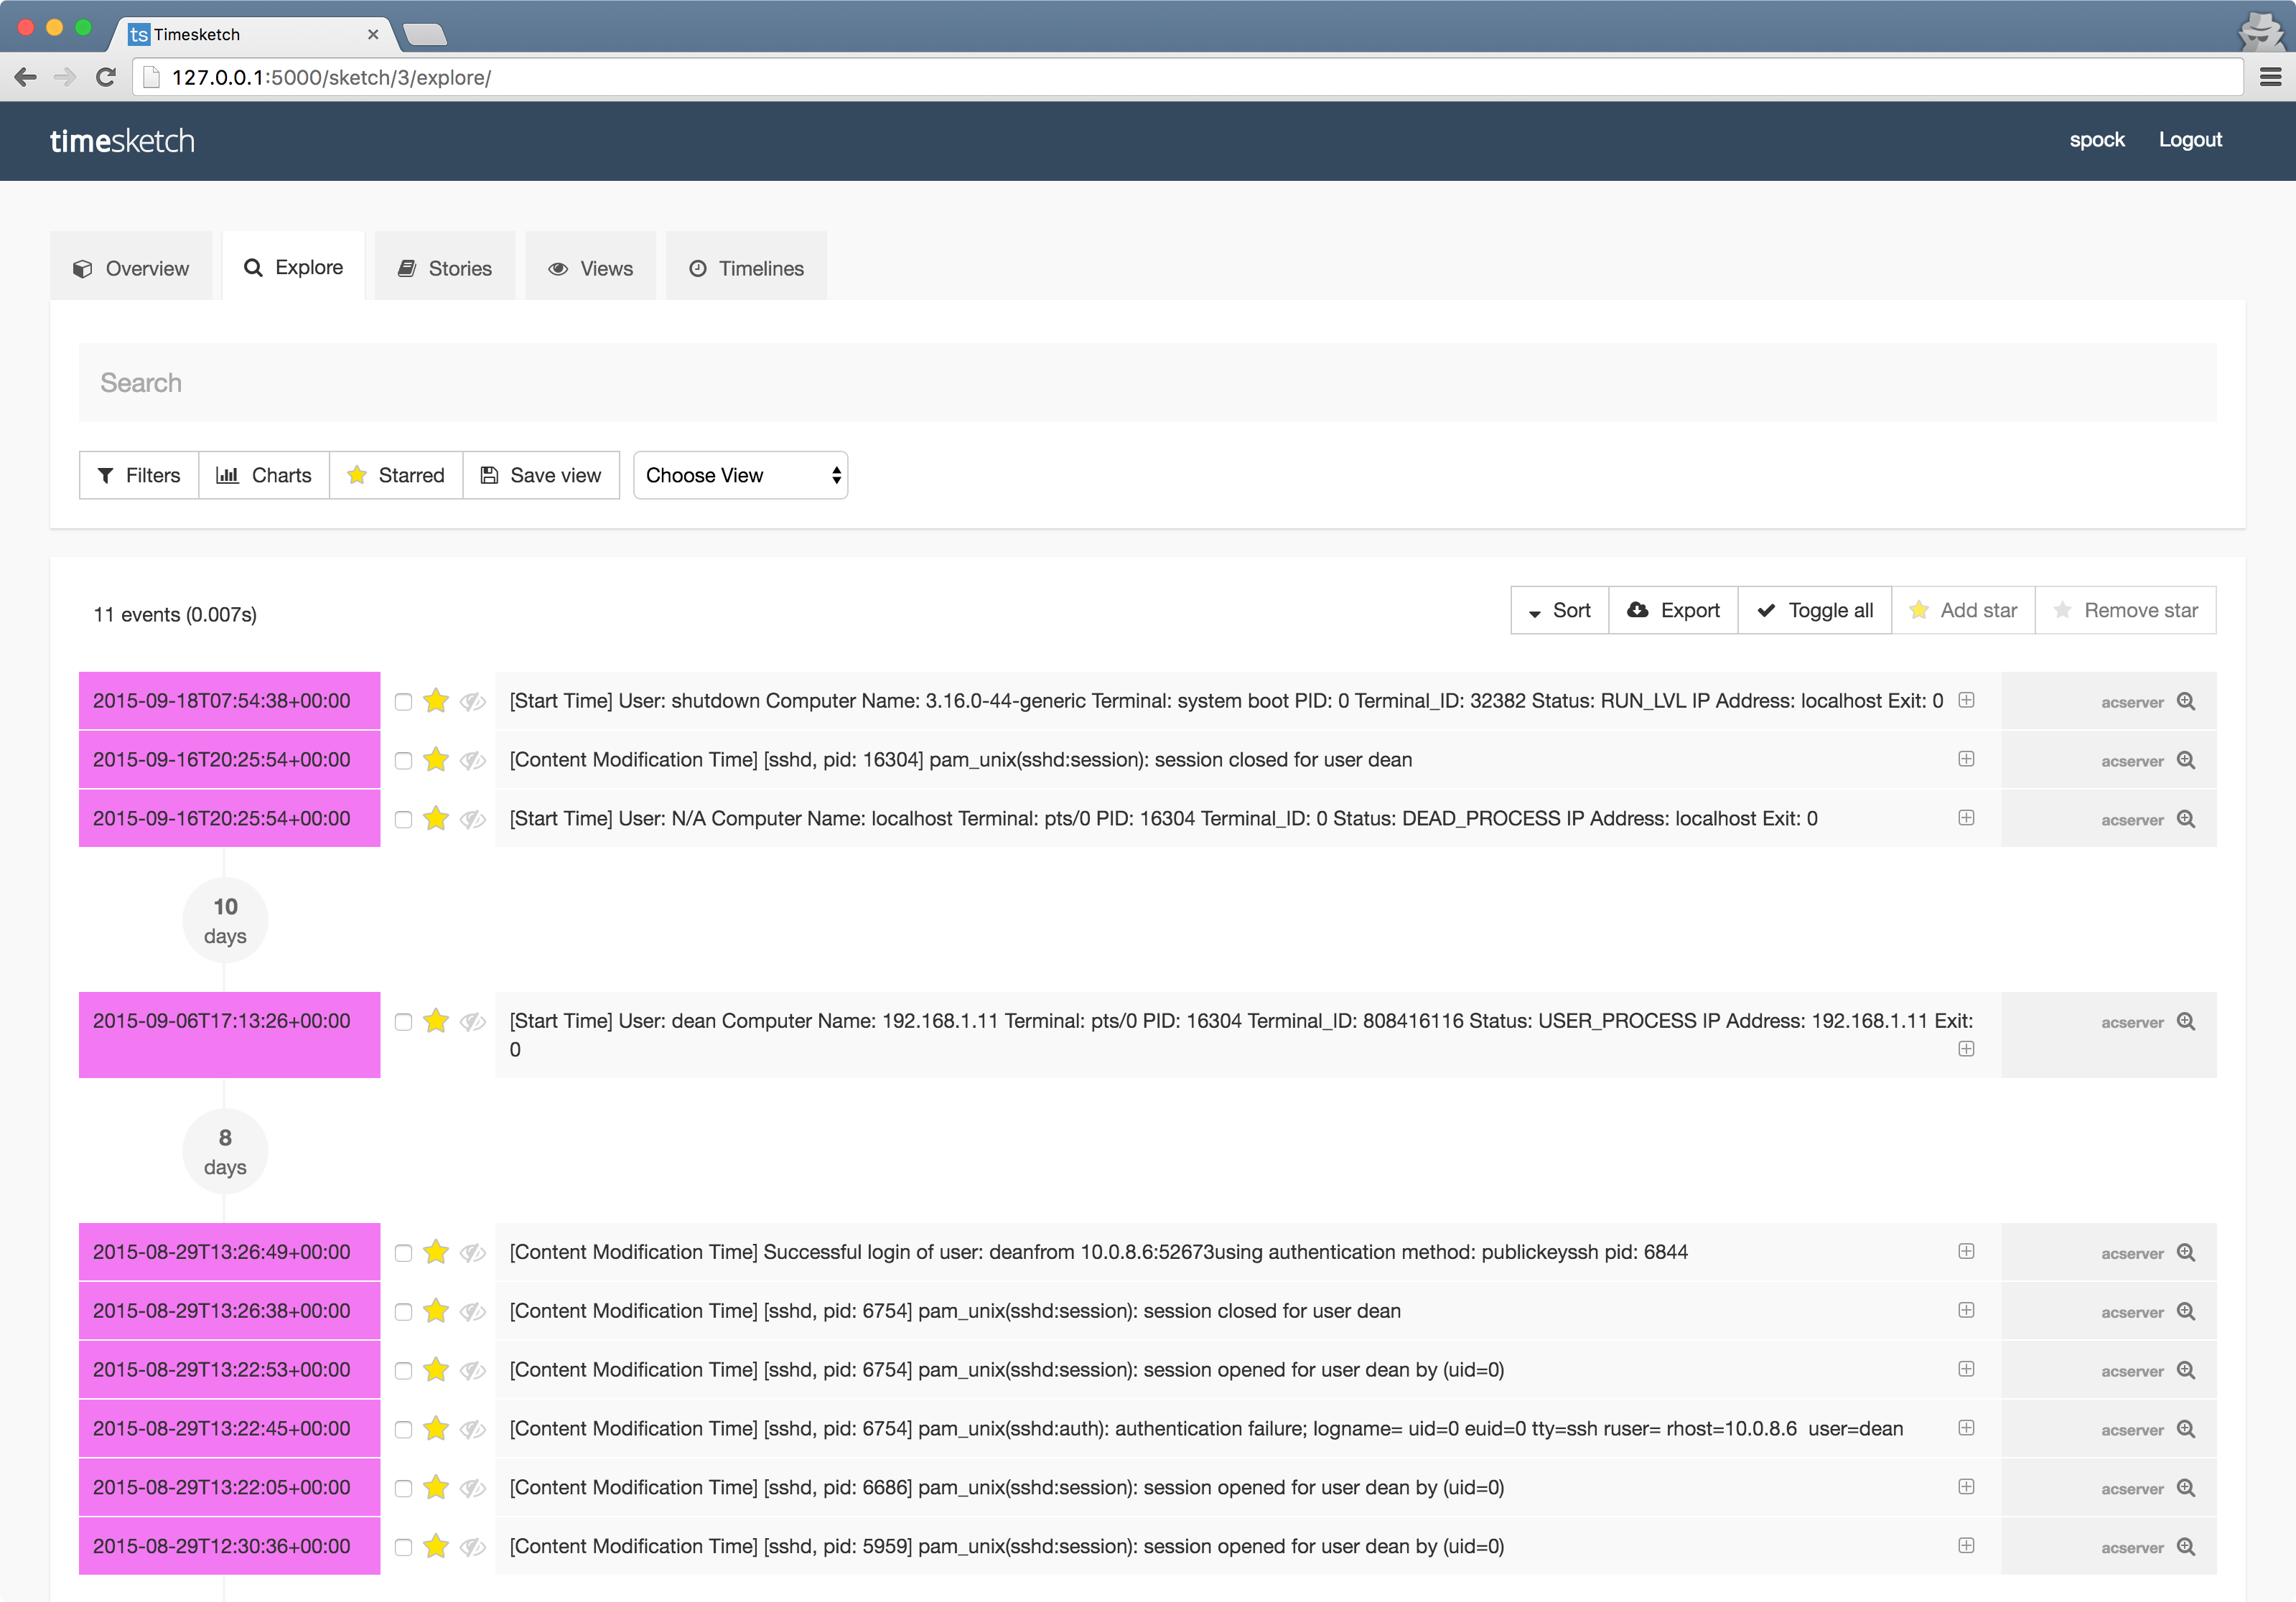 ts Timesketch
127.0.0.1:5000/sketch/3/explore/
timesketch
spock Logout
Overview Explore Stories Views Timelines
Search
Filters Charts Starred Save view Choose View
11 events (0.007s)
Sort Export Toggle all Add star Remove star
2015-09-18T07:54:38+00:00 [Start Time] User: shutdown Computer Name: 3.16.0-44-generic Terminal: system boot PID: 0 Terminal_ID: 32382 Status: RUN_LVL IP Address: localhost Exit: 0 acserver
2015-09-16T20:25:54+00:00 [Content Modification Time] [sshd, pid: 16304] pam_unix(sshd:session): session closed for user dean acserver
2015-09-16T20:25:54+00:00 [Start Time] User: N/A Computer Name: localhost Terminal: pts/0 PID: 16304 Terminal_ID: 0 Status: DEAD_PROCESS IP Address: localhost Exit: 0 acserver
10
days
2015-09-06T17:13:26+00:00 [Start Time] User: dean Computer Name: 192.168.1.11 Terminal: pts/0 PID: 16304 Terminal_ID: 808416116 Status: USER_PROCESS IP Address: 192.168.1.11 Exit: acserver
0
8
days
2015-08-29T13:26:49+00:00 [Content Modification Time] Successful login of user: deanfrom 10.0.8.6:52673using authentication method: publickeyssh pid: 6844 acserver
2015-08-29T13:26:38+00:00 [Content Modification Time] [sshd, pid: 6754] pam_unix(sshd:session): session closed for user dean acserver
2015-08-29T13:22:53+00:00 [Content Modification Time] [sshd, pid: 6754] pam_unix(sshd:session): session opened for user dean by (uid=0) acserver
2015-08-29T13:22:45+00:00 [Content Modification Time] [sshd, pid: 6754] pam_unix(sshd:auth): authentication failure; logname= uid=0 euid=0 tty=ssh ruser= rhost=10.0.8.6  user=dean acserver
2015-08-29T13:22:05+00:00 [Content Modification Time] [sshd, pid: 6686] pam_unix(sshd:session): session opened for user dean by (uid=0) acserver
2015-08-29T12:30:36+00:00 [Content Modification Time] [sshd, pid: 5959] pam_unix(sshd:session): session opened for user dean by (uid=0) acserver